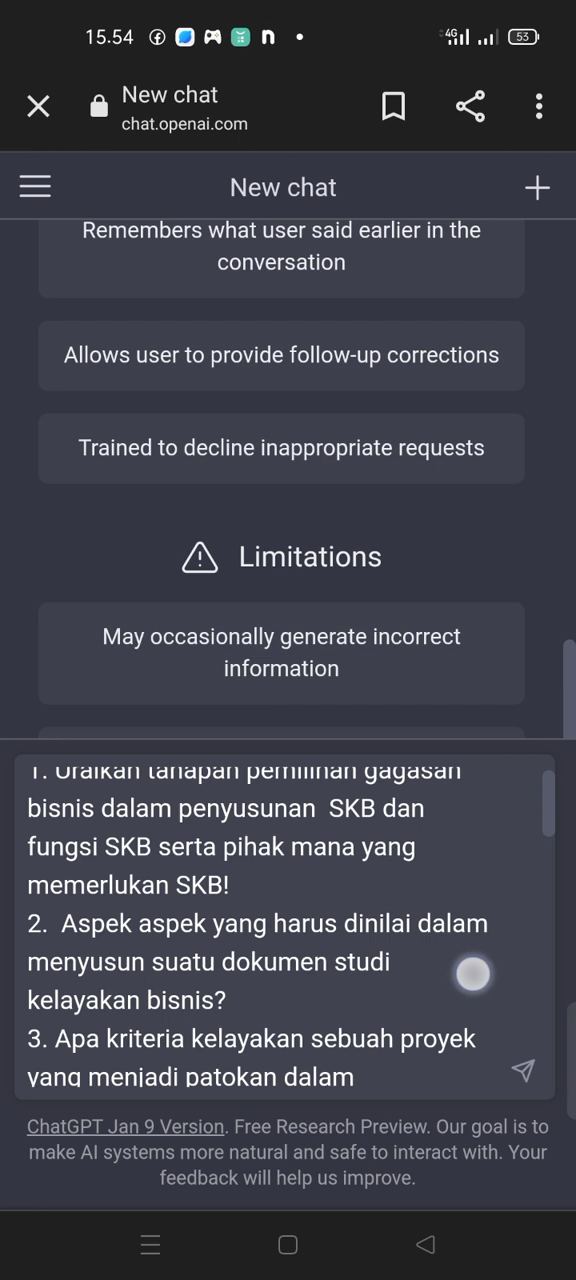 15.54
4G
53
New chat
chat.openai.com
New chat
Remembers what user said earlier in the
conversation
Allows user to provide follow-up corrections
Trained to decline inappropriate requests
Limitations
May occasionally generate incorrect
information
1. Uraikan tahapan pemilihan gagasan
bisnis dalam penyusunan  SKB dan
fungsi SKB serta pihak mana yang
memerlukan SKB!
2.  Aspek aspek yang harus dinilai dalam
menyusun suatu dokumen studi
kelayakan bisnis?
3. Apa kriteria kelayakan sebuah proyek
yang menjadi patokan dalam
ChatGPT Jan 9 Version. Free Research Preview. Our goal is to
make AI systems more natural and safe to interact with. Your
feedback will help us improve.